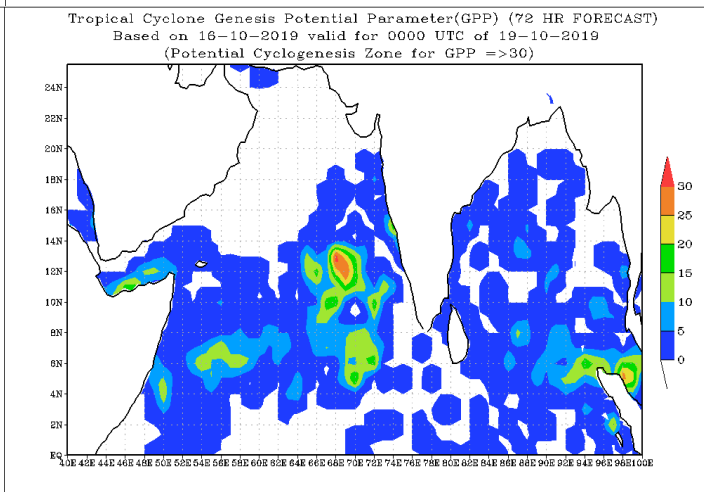 Tropical Cyclone Genesis Potential Parameter(GPP) (72 HR FORECAST)
Based on 16-10-2019 valid for 0000 UTC of 19-10-2019
(Potential Cyclogenesis Zone for GPP =>30)
24N
22N
20N
18N
16N
14N
12N
10N
8N
6N
4N
2N
EQ
40E 42E 44E 46E 48E 50E 52E 54E 56E 58E 60E 62E 64E 66E 68E 70E 72E 74E 76E 78E 80E 82E 84E 86E 88E 90E 92E 94E 96E 98E 100E
30
25
20
15
10
5
0